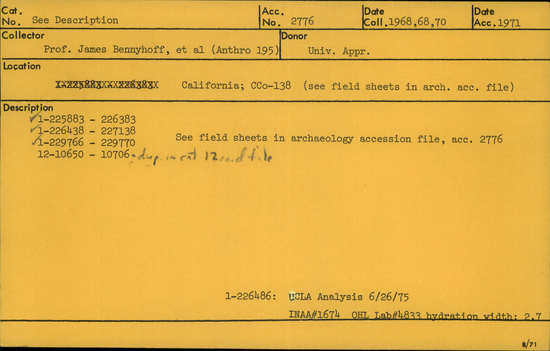 Cat. No. See Description Acc. No. 2776 Date Coll. 1968,68,70 Date Acc. 1971
Collector Prof. James Bennyhoff, et al (Anthro 195) Donor Univ. Appr.
Location
California; CCo-138 (see field sheets in arch. acc. file)
Description
1-225883 - 226383
1-226438 - 227138
1-229766 - 229770
See field sheets in archaeology accession file, acc. 2776
12-10650 - 10706
1-226486: UCLA Analysis 6/26/75
INAA#1674 OHL Lab#4833 hydration width: 2.7
8/71